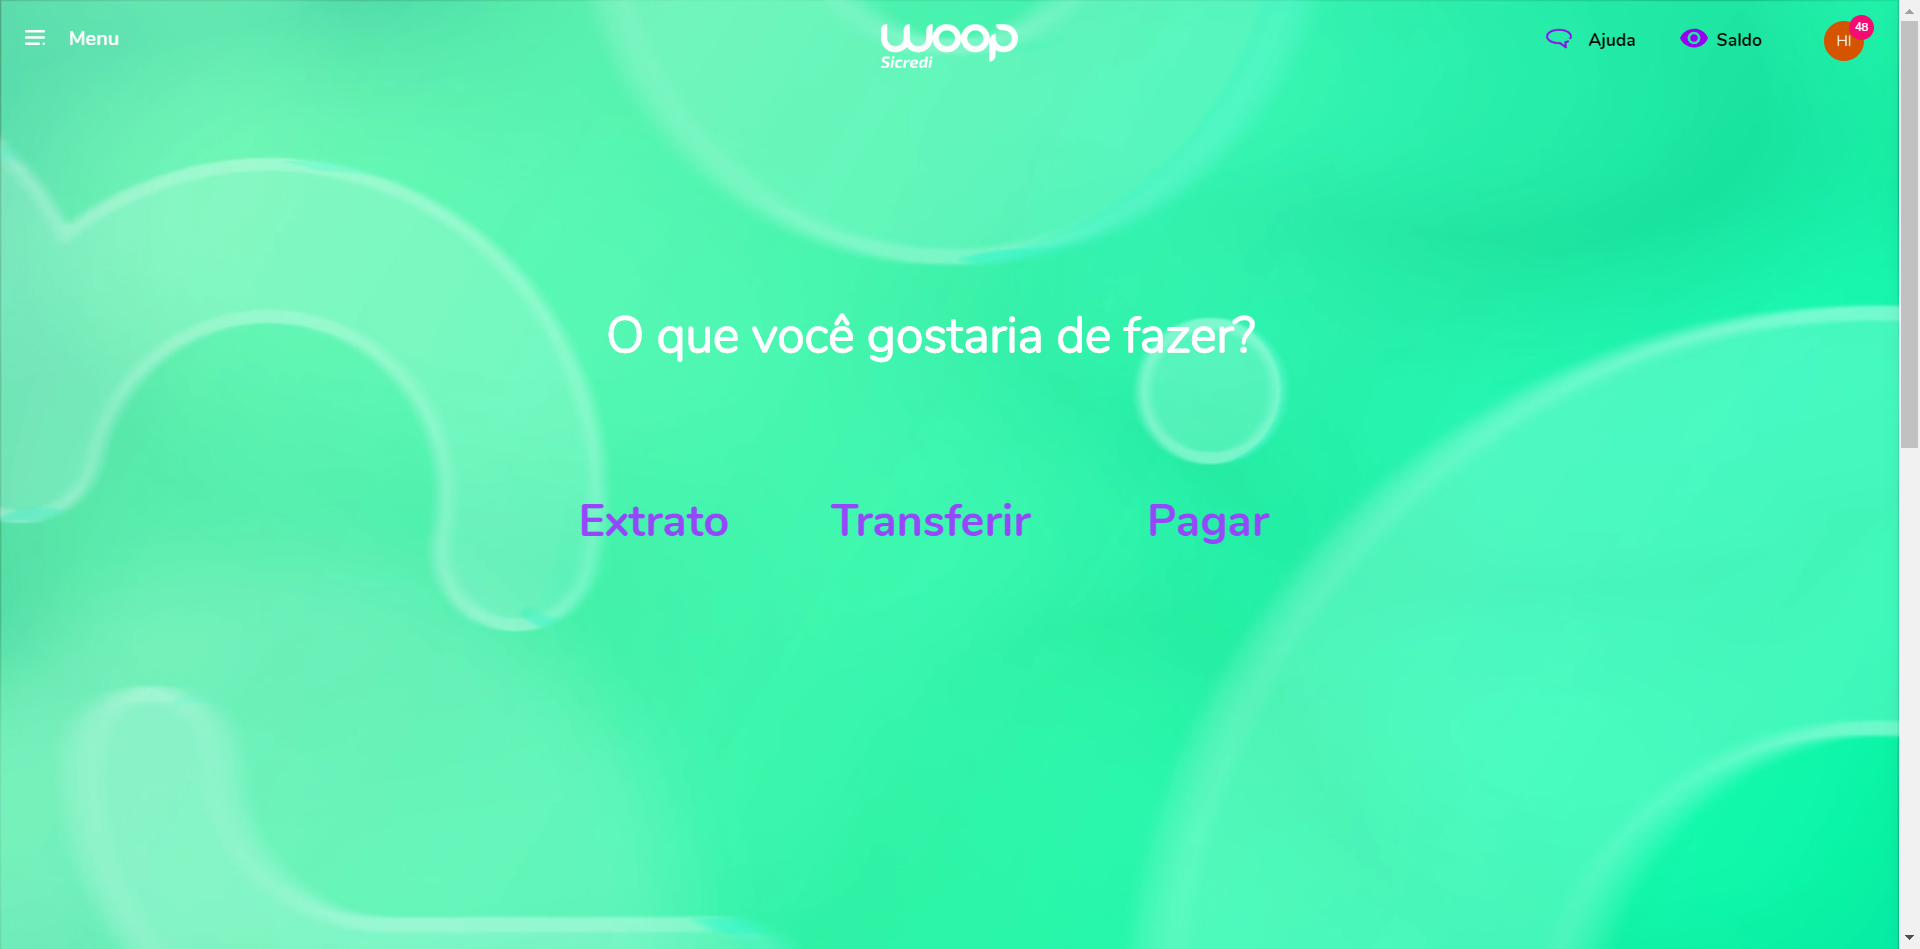 Menu
woop
Sicredi
Ajuda
Saldo
HI
48
O que você gostaria de fazer?
Extrato
Transferir
Pagar